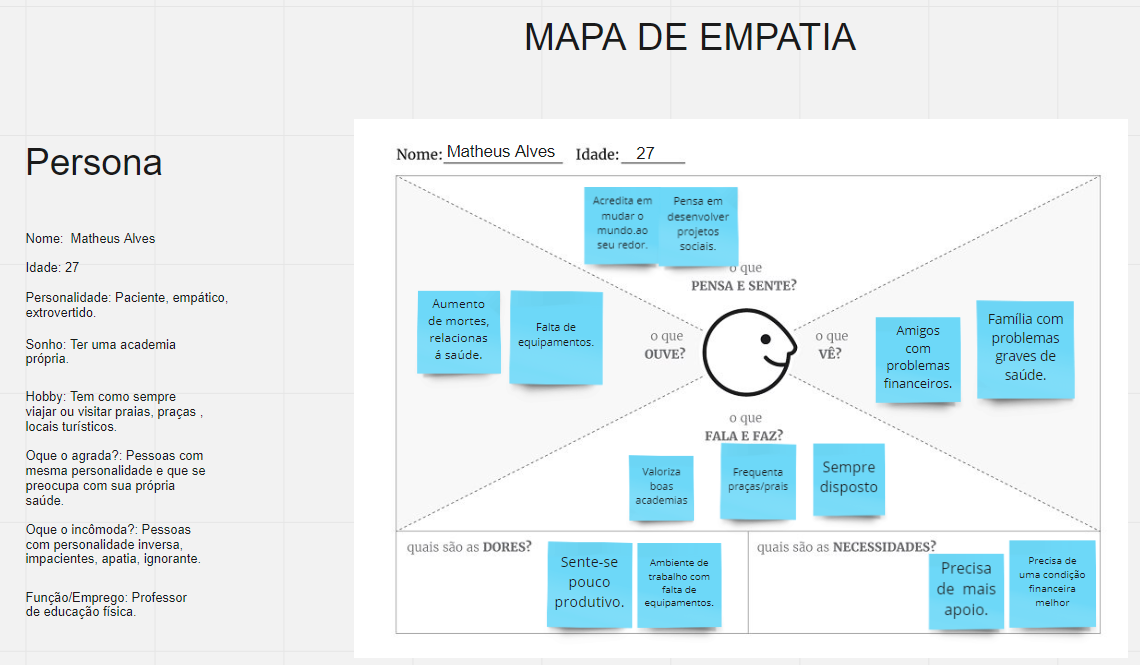 MAPA DE EMPATIA
Persona
Nome:  Matheus Alves
Idade: 27
Personalidade: Paciente, empático,
extrovertido.
Sonho: Ter uma academia
própria.
Hobby: Tem como sempre
viajar ou visitar praias, praças ,
locais turísticos.
Oque o agrada?: Pessoas com
mesma personalidade e que se
preocupa com sua própria
saúde.
Oque o incômoda?: Pessoas
com personalidade inversa,
impacientes, apatia, ignorante.
Função/Emprego: Professor
de educação física.
Nome: Matheus Alves Idade: 27
Acredita em
mudar o
mundo.ao
seu redor.
Pensa em
desenvolver
projetos
sociais.
o que
PENSA E SENTE?
Aumento
de mortes,
relacionas
á saúde.
Falta de
equipamentos.
o que
OUVE?
o que
VÊ?
Amigos
com
problemas
financeiros.
Família com
problemas
graves de
saúde.
o que
FALA E FAZ?
Valoriza
boas
academias
Frequenta
praças/prais
Sempre
disposto
quais são as DORES?
Sente-se
pouco
produtivo.
Ambiente de
trabalho com
falta de
equipamentos.
quais são as NECESSIDADES?
Precisa
de mais
apoio.
Precisa de
uma condição
financeira
melhor